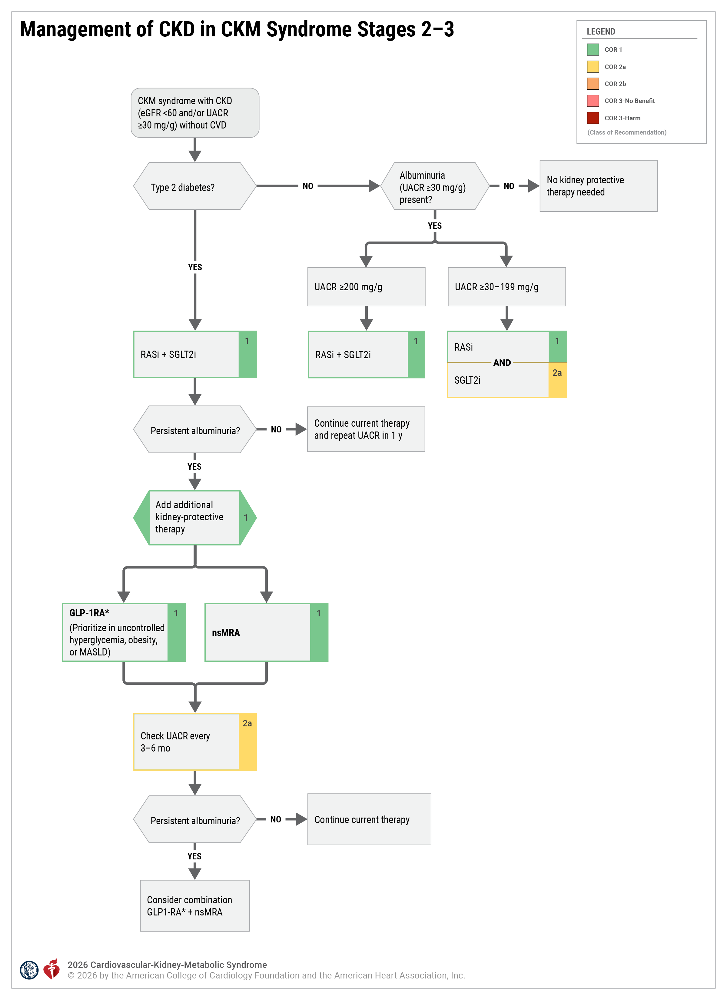 Management of CKD in CKM Syndrome Stages 2–3
LEGEND
COR 1
COR 2a
COR 2b
COR 3-No Benefit
COR 3-Harm
(Class of Recommendation)
CKM syndrome with CKD
(eGFR <60 and/or UACR
≥30 mg/g) without CVD
Type 2 diabetes?
NO
Albuminuria
(UACR ≥30 mg/g)
present?
NO
No kidney protective
therapy needed
YES
YES
UACR ≥200 mg/g
UACR ≥30–199 mg/g
RASi + SGLT2i
1
RASi + SGLT2i
1
RASi
1
AND
SGLT2i
2a
Persistent albuminuria?
NO
Continue current therapy
and repeat UACR in 1 y
YES
Add additional
kidney-protective
therapy
1
GLP-1RA*
(Prioritize in uncontrolled
hyperglycemia, obesity,
or MASLD)
1
nsMRA
1
Check UACR every
3–6 mo
2a
Persistent albuminuria?
NO
Continue current therapy
YES
Consider combination
GLP1-RA* + nsMRA
2026 Cardiovascular-Kidney-Metabolic Syndrome
© 2026 by the American College of Cardiology Foundation and the American Heart Association, Inc.